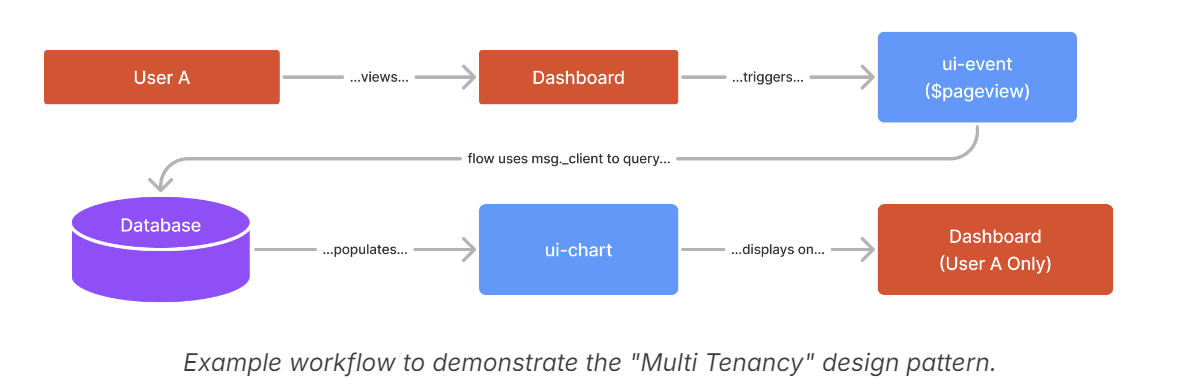 User A
...views...
Dashboard
...triggers...
ui-event
($pageview)
flow uses msg._client to query...
Database
...populates...
ui-chart
...displays on...
Dashboard
(User A Only)
Example workflow to demonstrate the "Multi Tenancy" design pattern.